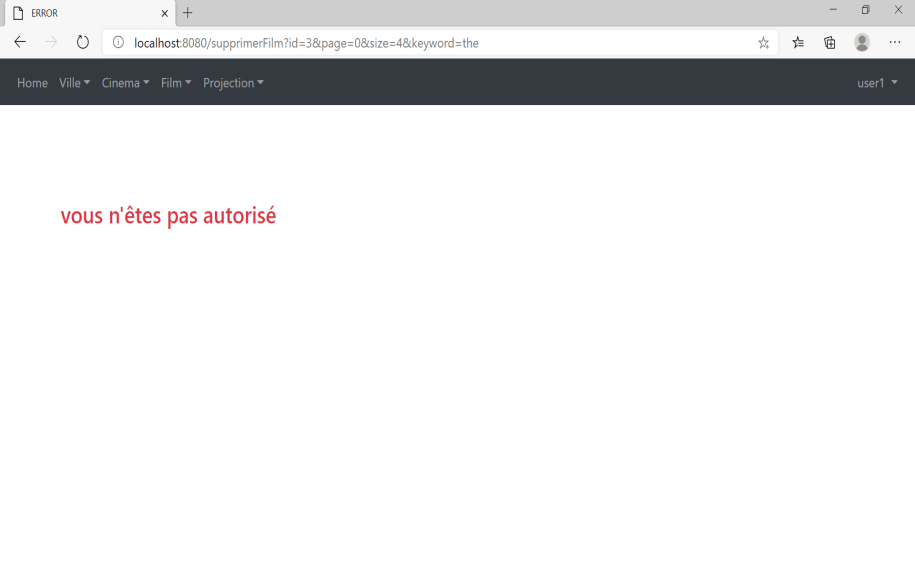 ERROR
localhost:8080/supprimerFilm?id=3&page=0&size=4&keyword=the
Home Ville Cinema Film Projection user1
vous n'êtes pas autorisé